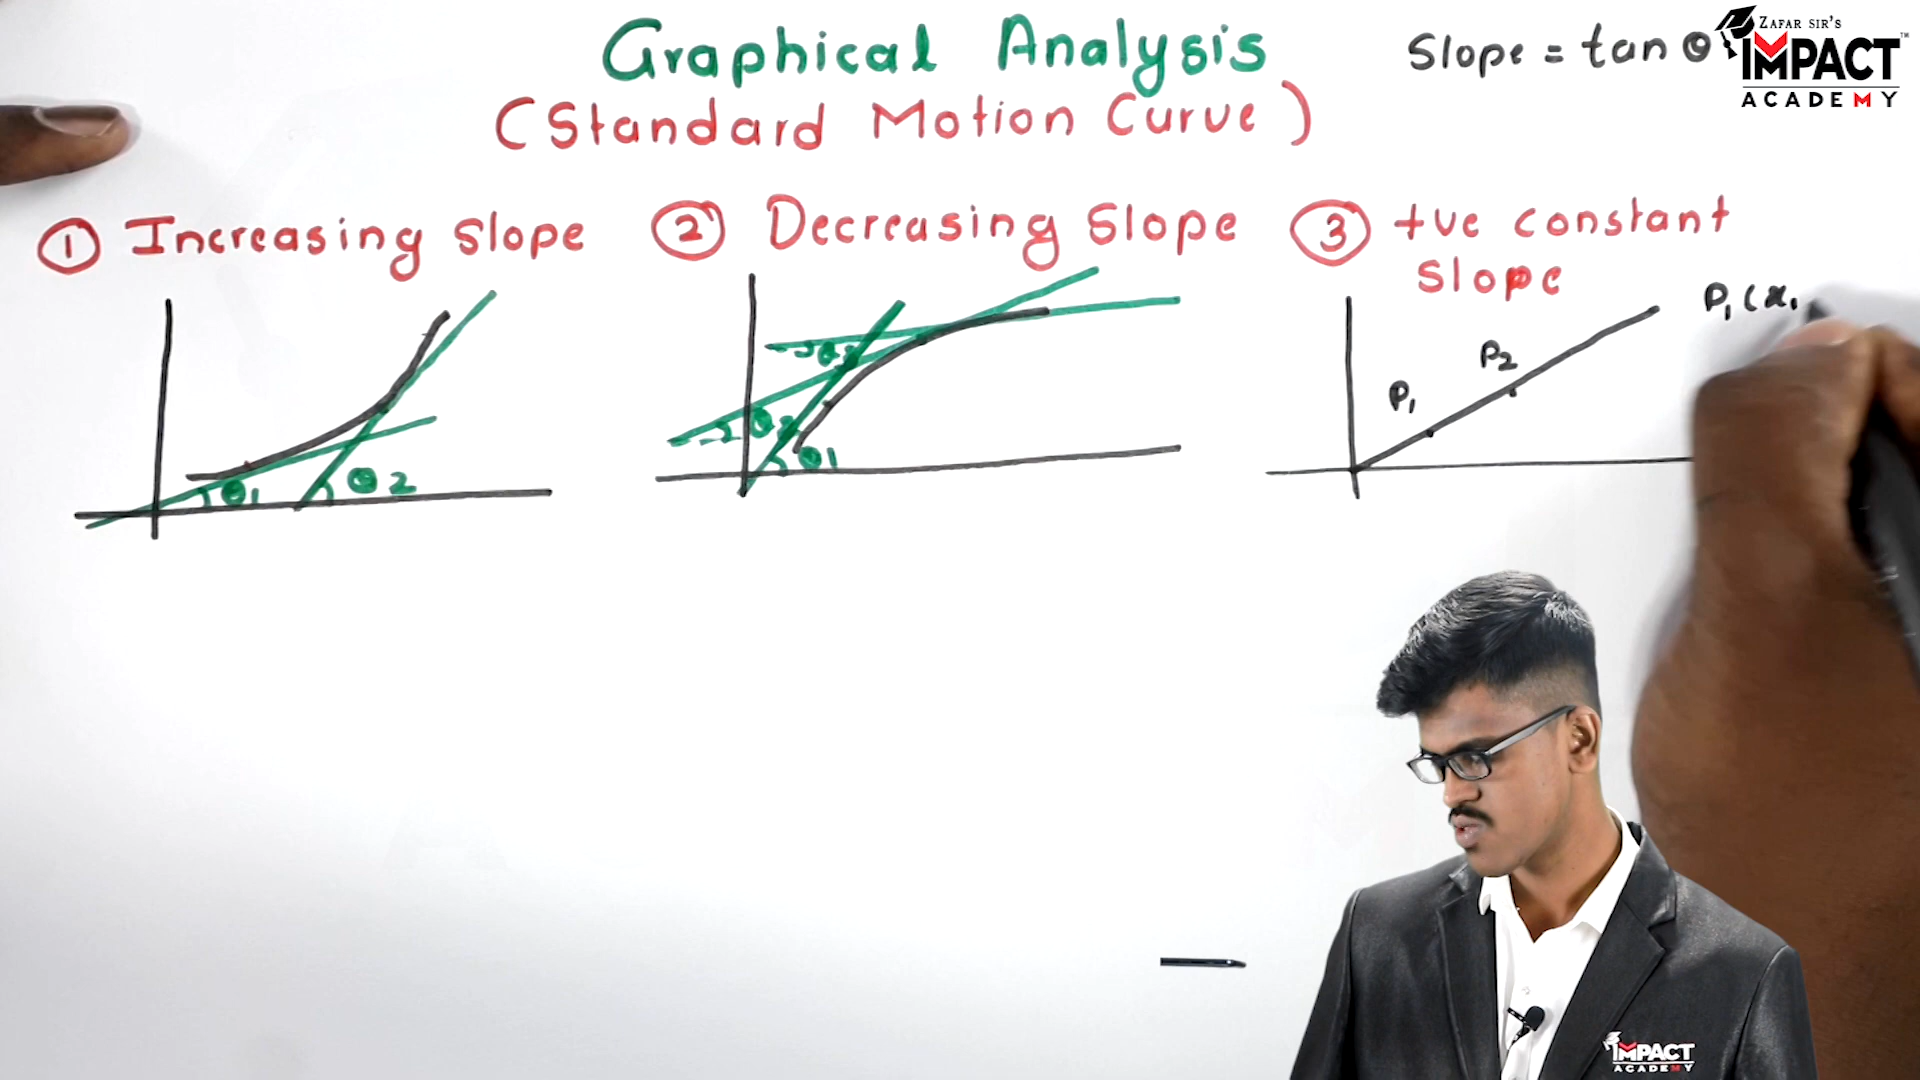 Graphical Analysis
(Standard Motion Curve)
Slope = tan θ
ZAFAR SIR'S
IMPACT™
ACADEMY
① Increasing slope
② Decreasing slope
③ +ve constant
slope
θ1
θ2
θ3
θ2
θ1
P1
P2
P1(x1
IMPACT
ACADEMY